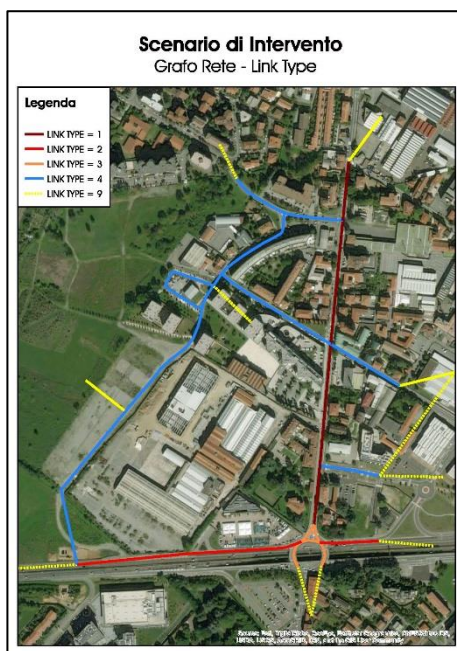 Scenario di Intervento
Grafo Rete - Link Type
Legenda
LINK TYPE = 1
LINK TYPE = 2
LINK TYPE = 3
LINK TYPE = 4
LINK TYPE = 9